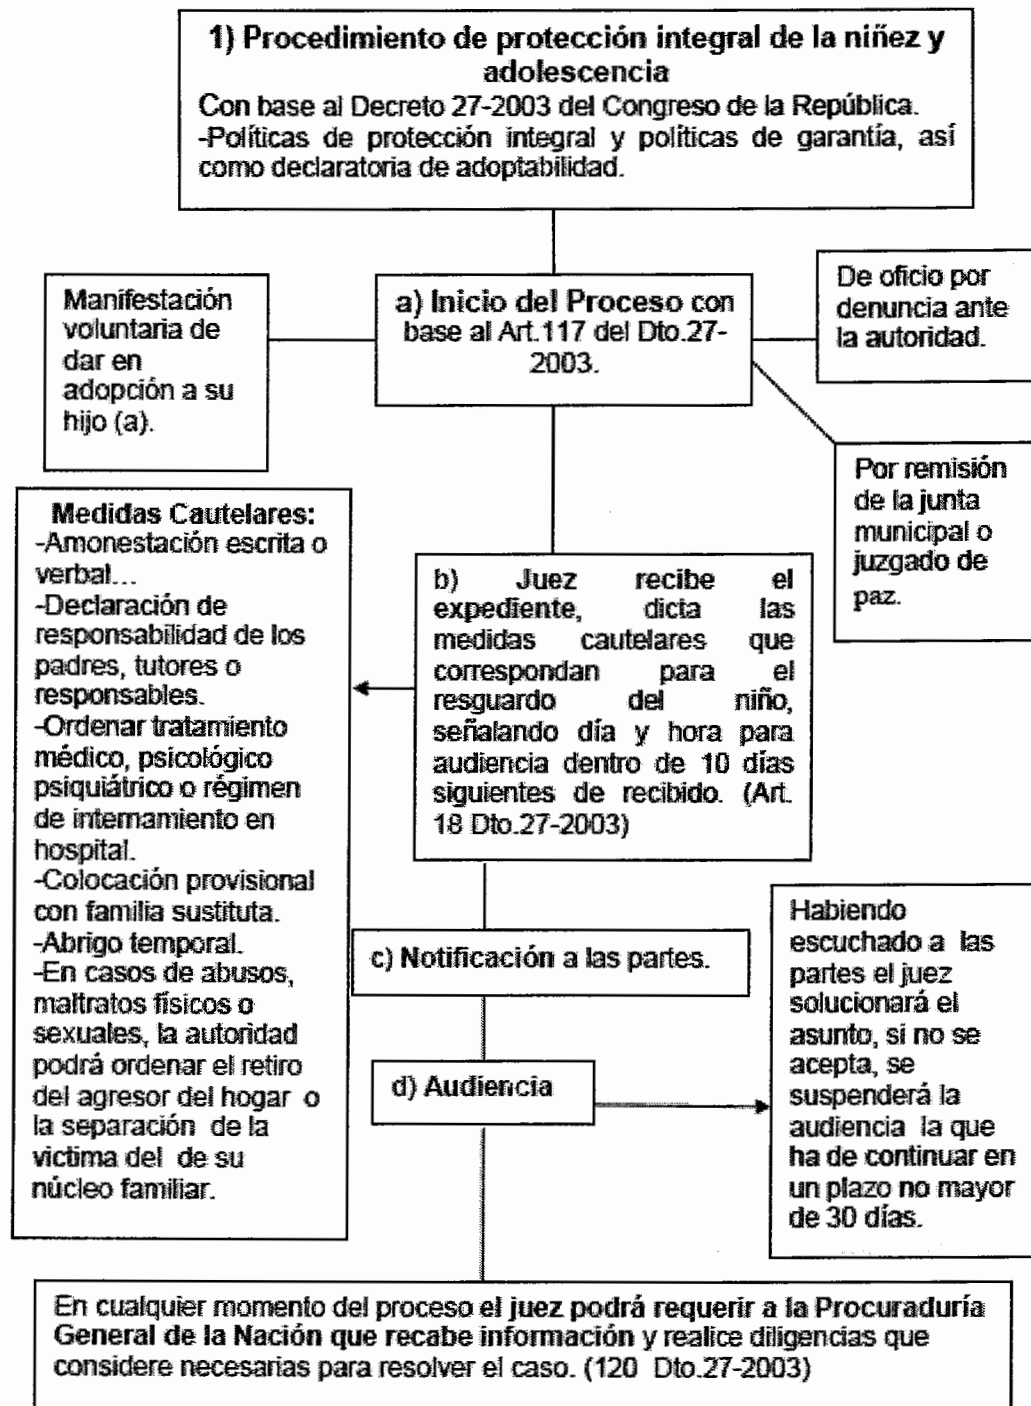 1) Procedimiento de protección integral de la niñez y
adolescencia
Con base al Decreto 27-2003 del Congreso de la República.
-Políticas de protección integral y políticas de garantía, así
como declaratoria de adoptabilidad.
Manifestación
voluntaria de
dar en
adopción a su
hijo (a).
a) Inicio del Proceso con
base al Art.117 del Dto.27-
2003.
De oficio por
denuncia ante
la autoridad.
Por remisión
de la junta
municipal o
juzgado de
paz.
Medidas Cautelares:
-Amonestación escrita o
verbal...
-Declaración de
responsabilidad de los
padres, tutores o
responsables.
-Ordenar tratamiento
médico, psicológico
psiquiátrico o régimen
de internamiento en
hospital.
-Colocación provisional
con familia sustituta.
-Abrigo temporal.
-En casos de abusos,
maltratos físicos o
sexuales, la autoridad
podrá ordenar el retiro
del agresor del hogar o
la separación de la
victima del de su
núcleo familiar.
b) Juez recibe el
expediente, dicta las
medidas cautelares que
correspondan para el
resguardo del niño,
señalando día y hora para
audiencia dentro de 10 días
siguientes de recibido. (Art.
18 Dto.27-2003)
c) Notificación a las partes.
d) Audiencia
Habiendo
escuchado a las
partes el juez
solucionará el
asunto, si no se
acepta, se
suspenderá la
audiencia la que
ha de continuar en
un plazo no mayor
de 30 días.
En cualquier momento del proceso el juez podrá requerir a la Procuraduría
General de la Nación que recabe información y realice diligencias que
considere necesarias para resolver el caso. (120 Dto.27-2003)